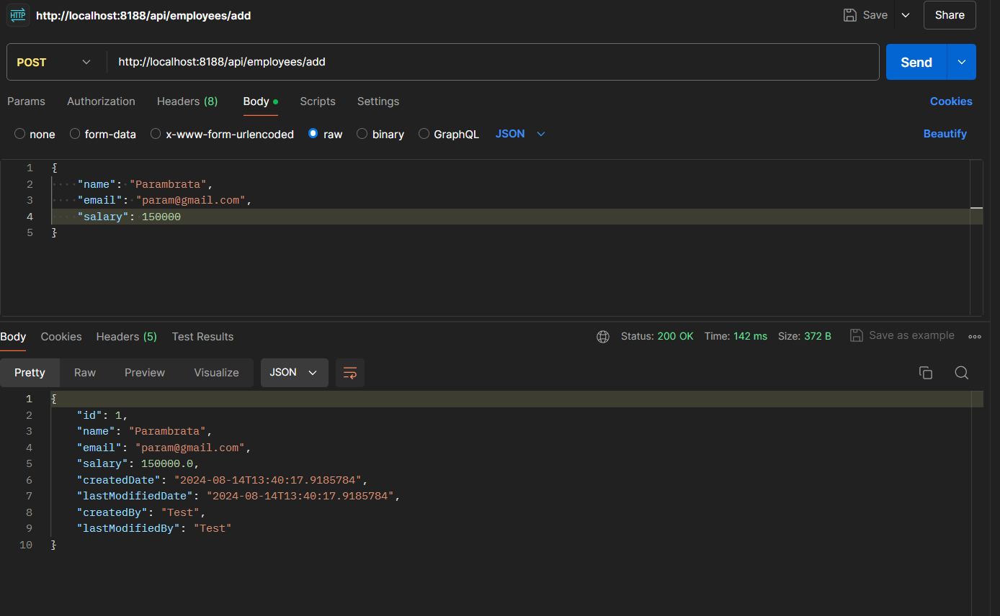 HTTP http://localhost:8188/api/employees/add Save Share
POST http://localhost:8188/api/employees/add Send
Params Authorization Headers (8) Body Scripts Settings Cookies
none form-data x-www-form-urlencoded raw binary GraphQL JSON Beautify
1 {
2 "name": "Parambrata",
3 "email": "param@gmail.com",
4 "salary": 150000
5 }
Body Cookies Headers (5) Test Results Status: 200 OK Time: 142 ms Size: 372 B Save as example
Pretty Raw Preview Visualize JSON
1 {
2 "id": 1,
3 "name": "Parambrata",
4 "email": "param@gmail.com",
5 "salary": 150000.0,
6 "createdDate": "2024-08-14T13:40:17.9185784",
7 "lastModifiedDate": "2024-08-14T13:40:17.9185784",
8 "createdBy": "Test",
9 "lastModifiedBy": "Test"
10 }